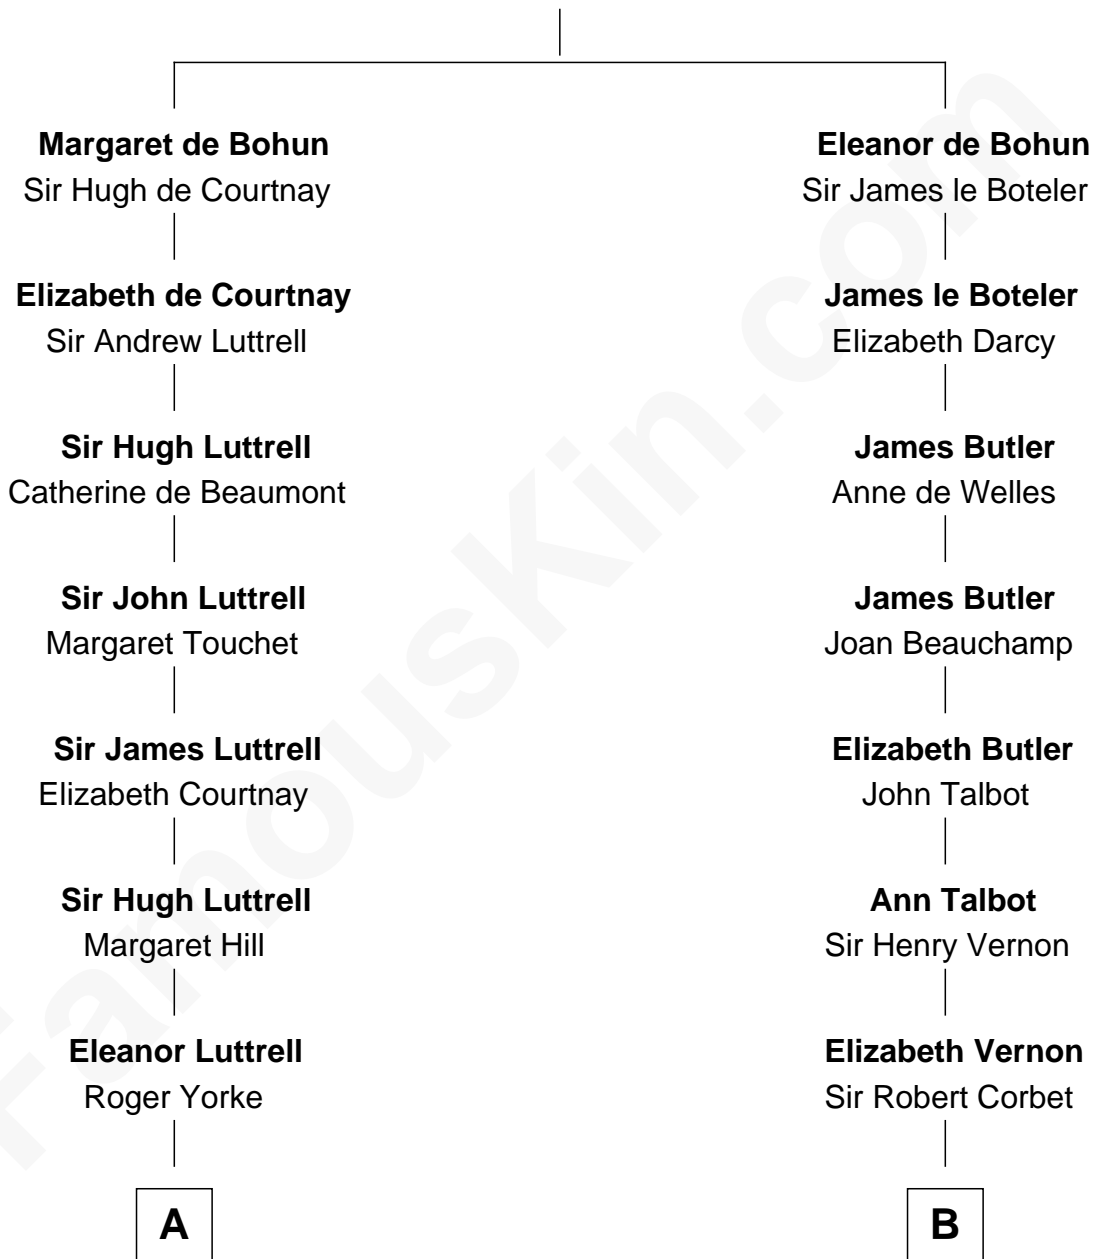 Margaret de Bohun
Sir Hugh de Courtnay
Elizabeth de Courtnay
Sir Andrew Luttrell
Sir Hugh Luttrell
Catherine de Beaumont
Sir John Luttrell
Margaret Touchet
Sir James Luttrell
Elizabeth Courtnay
Sir Hugh Luttrell
Margaret Hill
Eleanor Luttrell
Roger Yorke
A
Eleanor de Bohun
Sir James le Boteler
James le Boteler
Elizabeth Darcy
James Butler
Anne de Welles
James Butler
Joan Beauchamp
Elizabeth Butler
John Talbot
Ann Talbot
Sir Henry Vernon
Elizabeth Vernon
Sir Robert Corbet
B
FamousKin.com